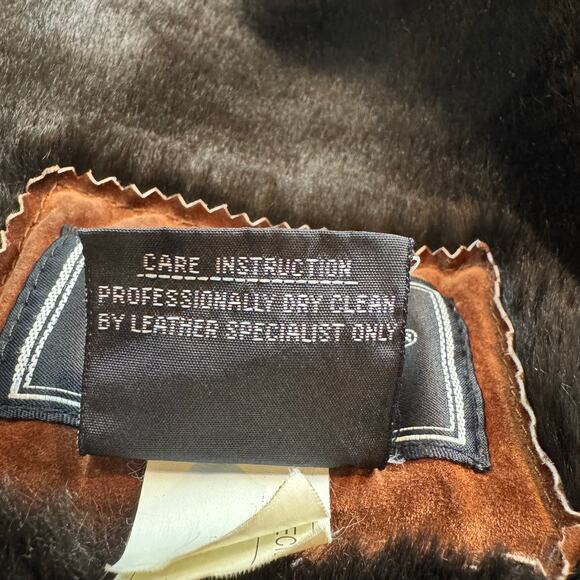 CARE INSTRUCTION
PROFESSIONALLY DRY CLEAN
BY LEATHER SPECIALIST ONLY
®